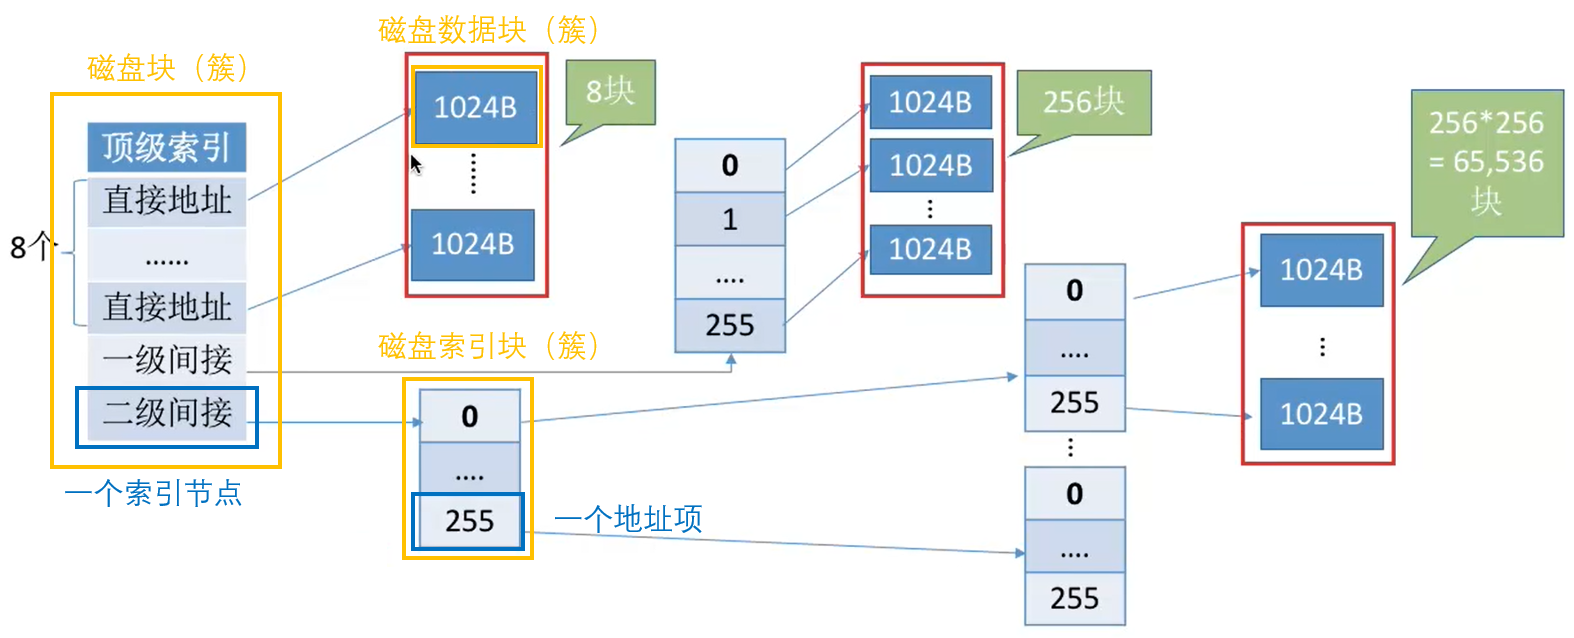 磁盘块（簇）
顶级索引
直接地址
......
直接地址
一级间接
二级间接
8个
一个索引节点
磁盘数据块（簇）
1024B
1024B
8块
磁盘索引块（簇）
0
....
255
一个地址项
0
1
....
255
1024B
1024B
1024B
256块
0
....
255
0
....
255
1024B
1024B
256*256
= 65,536
块